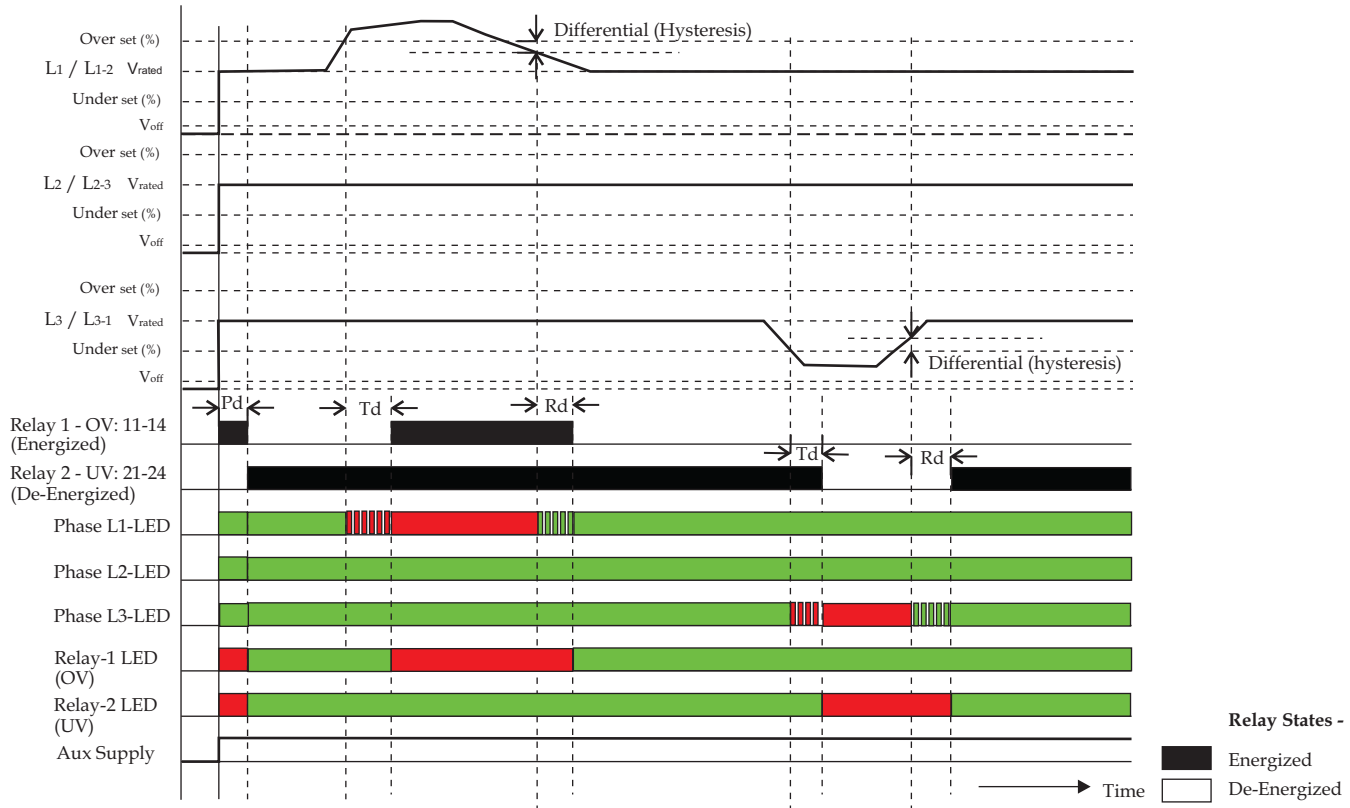 Differential (Hysteresis)
Over set (%)
L1 / L1-2 Vrated
Under set (%)
Voff
Over set (%)
L2 / L2-3 Vrated
Under set (%)
Voff
Over set (%)
L3 / L3-1 Vrated
Under set (%)
Differential (hysteresis)
Voff
Pd
Td
Rd
Relay 1 - OV: 11-14
(Energized)
Td
Rd
Relay 2 - UV: 21-24
(De-Energized)
Phase L1-LED
Phase L2-LED
Phase L3-LED
Relay-1 LED
(OV)
Relay-2 LED
(UV)
Relay States -
Aux Supply
Energized
Time
De-Energized